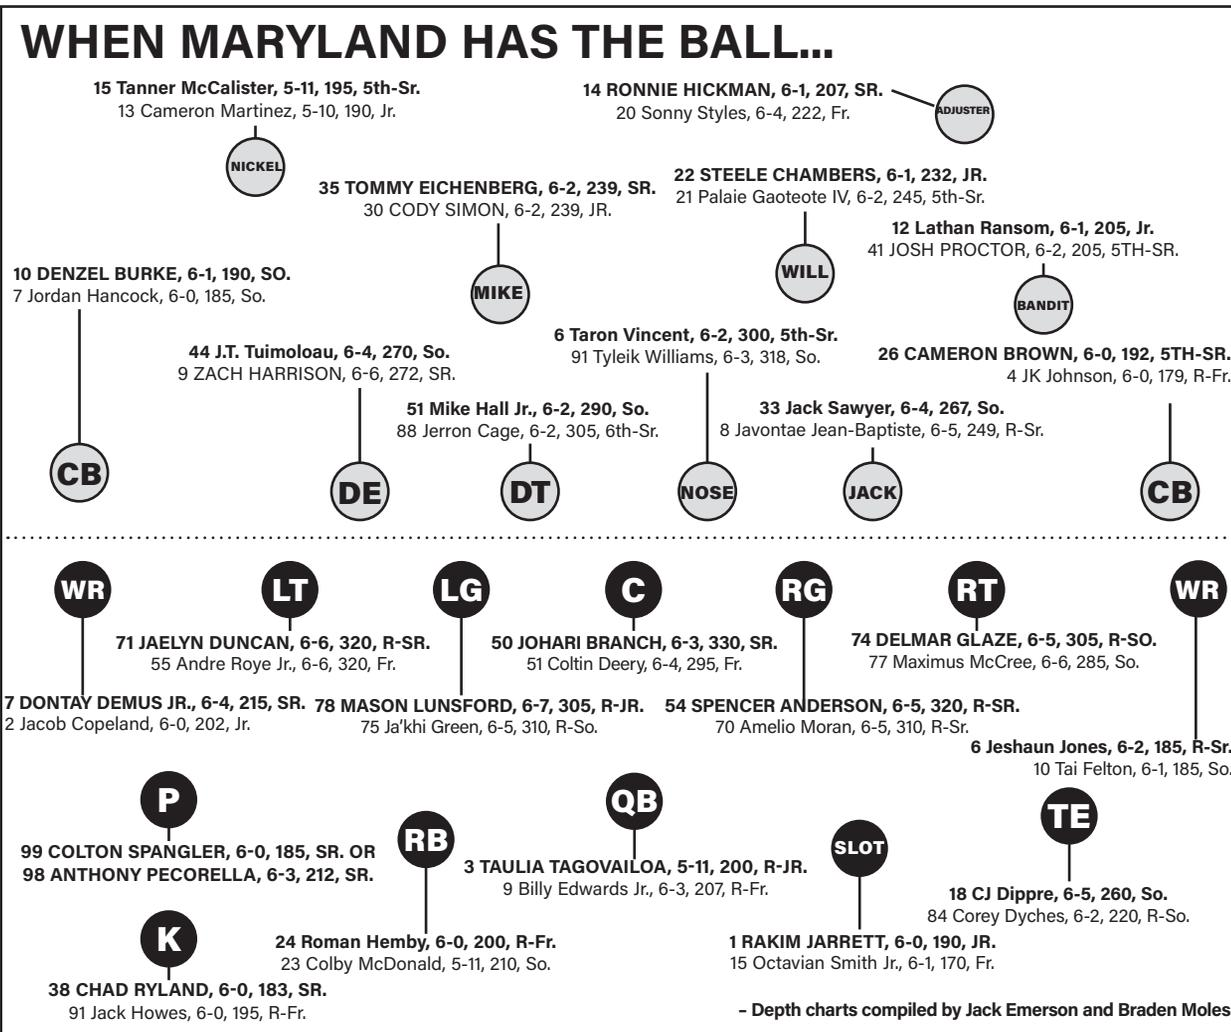 WHEN MARYLAND HAS THE BALL...
15 Tanner McCalister, 5-11, 195, 5th-Sr.
13 Cameron Martinez, 5-10, 190, Jr.
NICKEL
14 RONNIE HICKMAN, 6-1, 207, SR.
20 Sonny Styles, 6-4, 222, Fr.
ADJUSTER
35 TOMMY EICHENBERG, 6-2, 239, SR.
30 CODY SIMON, 6-2, 239, JR.
MIKE
22 STEELE CHAMBERS, 6-1, 232, JR.
21 Palaie Gaoteote IV, 6-2, 245, 5th-Sr.
WILL
12 Lathan Ransom, 6-1, 205, Jr.
41 JOSH PROCTOR, 6-2, 205, 5TH-SR.
BANDIT
10 DENZEL BURKE, 6-1, 190, SO.
7 Jordan Hancock, 6-0, 185, So.
CB
44 J.T. Tuimoloau, 6-4, 270, So.
9 ZACH HARRISON, 6-6, 272, SR.
DE
51 Mike Hall Jr., 6-2, 290, So.
88 Jerron Cage, 6-2, 305, 6th-Sr.
DT
6 Taron Vincent, 6-2, 300, 5th-Sr.
91 Tyleik Williams, 6-3, 318, So.
NOSE
33 Jack Sawyer, 6-4, 267, So.
8 Javontae Jean-Baptiste, 6-5, 249, R-Sr.
JACK
26 CAMERON BROWN, 6-0, 192, 5TH-SR.
4 JK Johnson, 6-0, 179, R-Fr.
CB
WR
7 DONTAY DEMUS JR., 6-4, 215, SR.
2 Jacob Copeland, 6-0, 202, Jr.
LT
71 JAELYN DUNCAN, 6-6, 320, R-SR.
55 Andre Roye Jr., 6-6, 320, Fr.
LG
78 MASON LUNSFORD, 6-7, 305, R-JR.
75 Ja'khi Green, 6-5, 310, R-So.
C
50 JOHARI BRANCH, 6-3, 330, SR.
51 Coltin Deery, 6-4, 295, Fr.
RG
54 SPENCER ANDERSON, 6-5, 320, R-SR.
70 Amelio Moran, 6-5, 310, R-Sr.
RT
74 DELMAR GLAZE, 6-5, 305, R-SO.
77 Maximus McCree, 6-6, 285, So.
WR
6 Jeshaun Jones, 6-2, 185, R-Sr.
10 Tai Felton, 6-1, 185, So.
P
99 COLTON SPANGLER, 6-0, 185, SR. OR
98 ANTHONY PECORELLA, 6-3, 212, SR.
K
38 CHAD RYLAND, 6-0, 183, SR.
91 Jack Howes, 6-0, 195, R-Fr.
RB
24 Roman Hemby, 6-0, 200, R-Fr.
23 Colby McDonald, 5-11, 210, So.
QB
3 TAULIA TAGOVAILOA, 5-11, 200, R-JR.
9 Billy Edwards Jr., 6-3, 207, R-Fr.
SLOT
1 RAKIM JARRETT, 6-0, 190, JR.
15 Octavian Smith Jr., 6-1, 170, Fr.
TE
18 CJ Dippre, 6-5, 260, So.
84 Corey Dyches, 6-2, 220, R-So.
– Depth charts compiled by Jack Emerson and Braden Moles